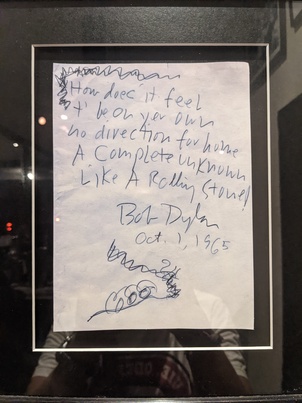 How does it feel
t' be on yer own
no direction for home
A Complete unknown
Like A Rolling Stone!
Bob Dylan
Oct. 1, 1965